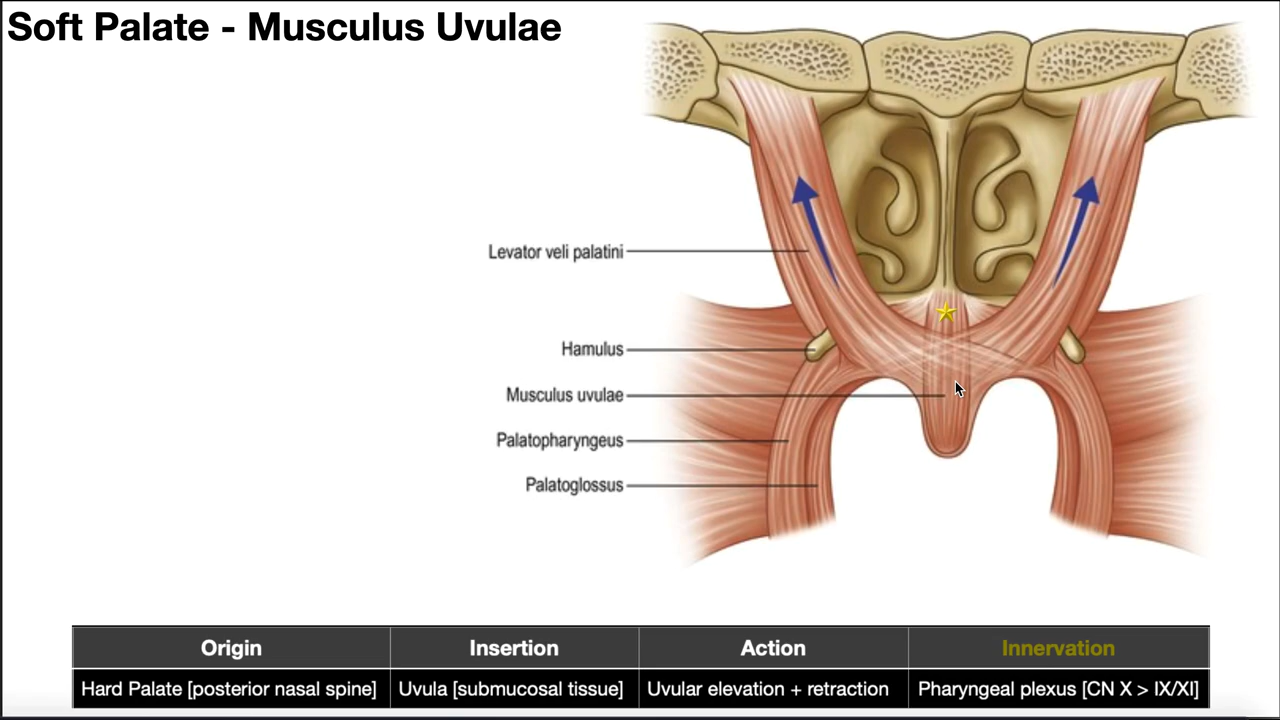 Soft Palate - Musculus Uvulae
Levator veli palatini
Hamulus
Musculus uvulae
Palatopharyngeus
Palatoglossus
Origin Insertion Action Innervation
Hard Palate [posterior nasal spine] Uvula [submucosal tissue] Uvular elevation + retraction Pharyngeal plexus [CN X > IX/XI]